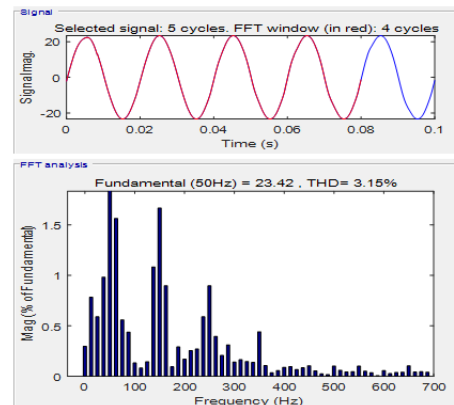 Signal
Selected signal: 5 cycles. FFT window (in red): 4 cycles
20
0
-20
Signal mag.
0 0.02 0.04 0.06 0.08 0.1
Time (s)
FFT analysis
Fundamental (50Hz) = 23.42 , THD= 3.15%
1.5
1
0.5
0
Mag (% of Fundamental)
0 100 200 300 400 500 600 700
Frequency (Hz)